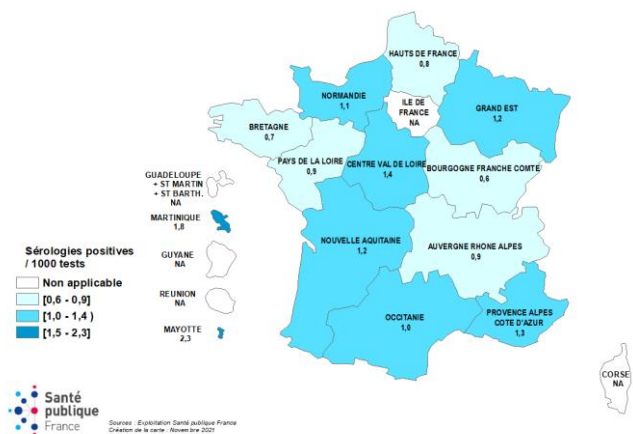 HAUTS DE FRANCE
0,8
NORMANDIE
1,1
ILE DE
FRANCE
NA
GRAND EST
1,2
BRETAGNE
0,7
PAYS DE LA LOIRE
0,9
CENTRE VAL DE LOIRE
1,4
BOURGOGNE FRANCHE COMTE
0,6
GUADELOUPE
+ ST MARTIN
+ ST BARTH.
NA
MARTINIQUE
1,8
NOUVELLE AQUITAINE
1,2
AUVERGNE RHONE ALPES
0,9
GUYANE
NA
REUNION
NA
MAYOTTE
2,3
OCCITANIE
1,0
PROVENCE ALPES
COTE D'AZUR
1,3
CORSE
NA
Sérologies positives
/ 1000 tests
Non applicable
[0,6 - 0,9]
[1,0 - 1,4 )
[1,5 - 2,3]
Santé
publique
France
Sources : Exploitation Santé publique France
Création de la carte : Novembre 2021